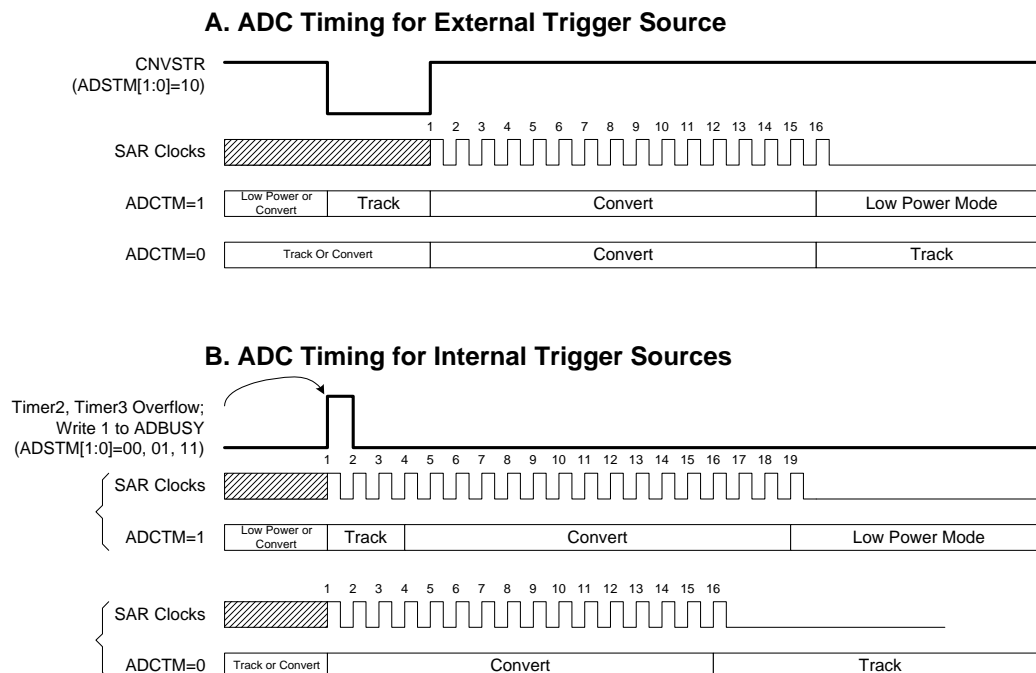 A. ADC Timing for External Trigger Source
CNVSTR
(ADSTM[1:0]=10)
1 2 3 4 5 6 7 8 9 10 11 12 13 14 15 16
SAR Clocks
ADCTM=1
Low Power or
Convert
Track
Convert
Low Power Mode
ADCTM=0
Track Or Convert
Convert
Track
B. ADC Timing for Internal Trigger Sources
Timer2, Timer3 Overflow;
Write 1 to ADBUSY
(ADSTM[1:0]=00, 01, 11)
1 2 3 4 5 6 7 8 9 10 11 12 13 14 15 16 17 18 19
SAR Clocks
ADCTM=1
Low Power or
Convert
Track
Convert
Low Power Mode
1 2 3 4 5 6 7 8 9 10 11 12 13 14 15 16
SAR Clocks
ADCTM=0
Track or Convert
Convert
Track